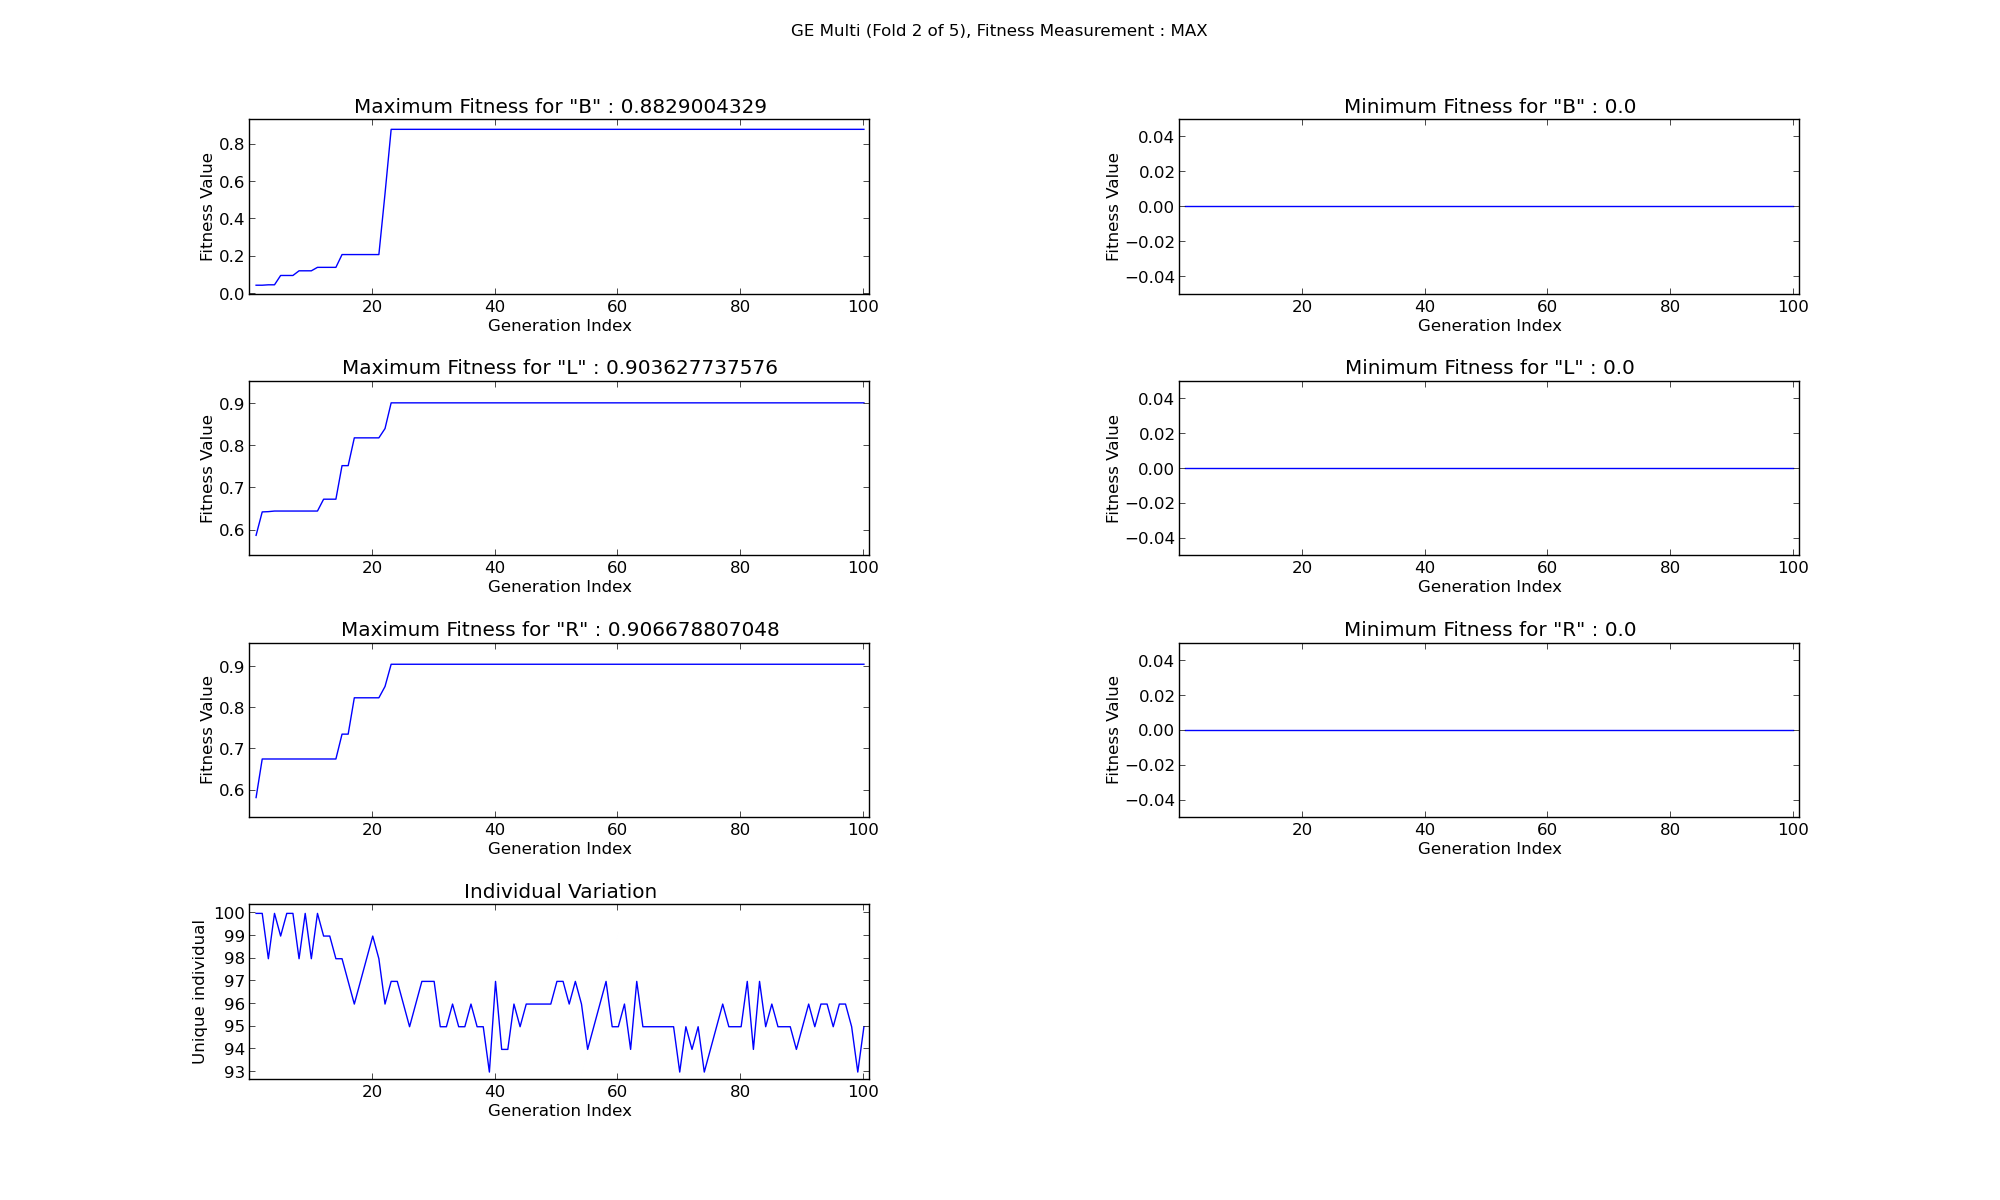 GE Multi (Fold 2 of 5), Fitness Measurement : MAX
Maximum Fitness for "B" : 0.8829004329
Fitness Value
0.8
0.6
0.4
0.2
0.0
20 40 60 80 100
Generation Index
Minimum Fitness for "B" : 0.0
Fitness Value
0.04
0.02
0.00
−0.02
−0.04
20 40 60 80 100
Generation Index
Maximum Fitness for "L" : 0.903627737576
Fitness Value
0.9
0.8
0.7
0.6
20 40 60 80 100
Generation Index
Minimum Fitness for "L" : 0.0
Fitness Value
0.04
0.02
0.00
−0.02
−0.04
20 40 60 80 100
Generation Index
Maximum Fitness for "R" : 0.906678807048
Fitness Value
0.9
0.8
0.7
0.6
20 40 60 80 100
Generation Index
Minimum Fitness for "R" : 0.0
Fitness Value
0.04
0.02
0.00
−0.02
−0.04
20 40 60 80 100
Generation Index
Individual Variation
Unique individual
100
99
98
97
96
95
94
93
20 40 60 80 100
Generation Index